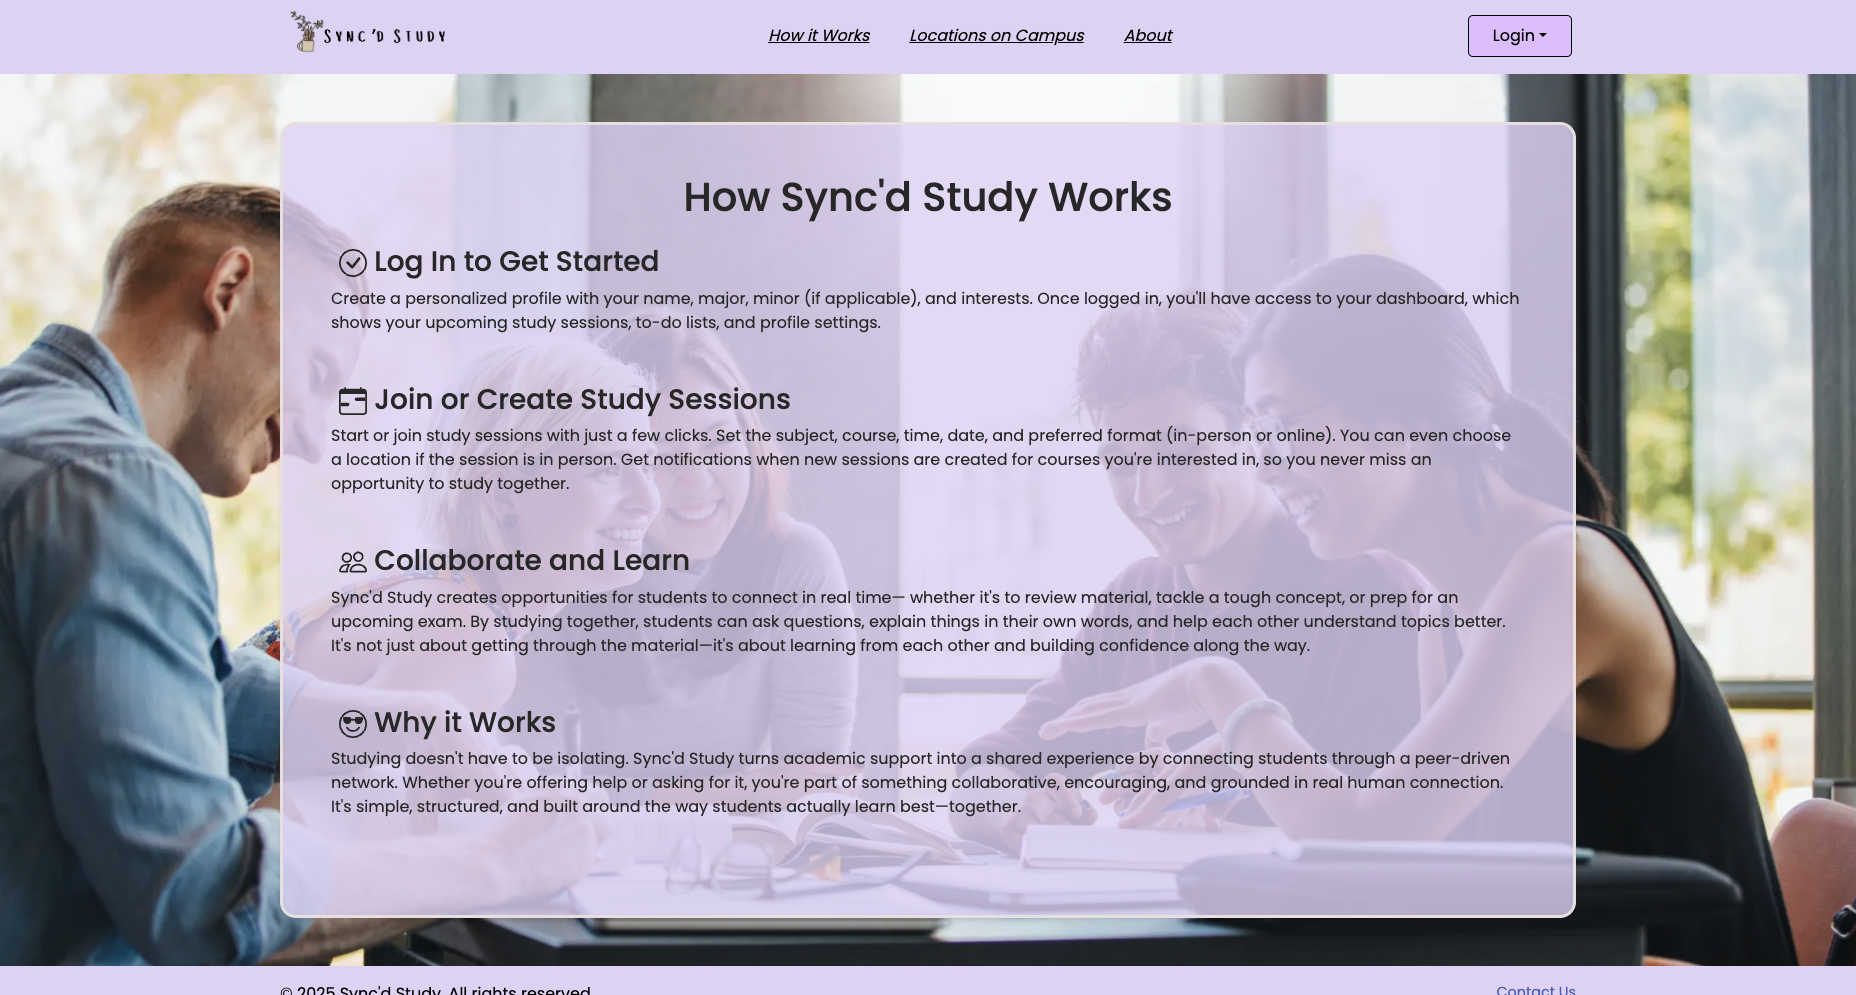 SYNC'D STUDY
How it Works
Locations on Campus
About
Login
How Sync'd Study Works
Log In to Get Started
Create a personalized profile with your name, major, minor (if applicable), and interests. Once logged in, you'll have access to your dashboard, which
shows your upcoming study sessions, to-do lists, and profile settings.
Join or Create Study Sessions
Start or join study sessions with just a few clicks. Set the subject, course, time, date, and preferred format (in-person or online). You can even choose
a location if the session is in person. Get notifications when new sessions are created for courses you're interested in, so you never miss an
opportunity to study together.
Collaborate and Learn
Sync'd Study creates opportunities for students to connect in real time— whether it's to review material, tackle a tough concept, or prep for an
upcoming exam. By studying together, students can ask questions, explain things in their own words, and help each other understand topics better.
It's not just about getting through the material—it's about learning from each other and building confidence along the way.
Why it Works
Studying doesn't have to be isolating. Sync'd Study turns academic support into a shared experience by connecting students through a peer-driven
network. Whether you're offering help or asking for it, you're part of something collaborative, encouraging, and grounded in real human connection.
It's simple, structured, and built around the way students actually learn best—together.
© 2025 Sync'd Study. All rights reserved.
Contact Us